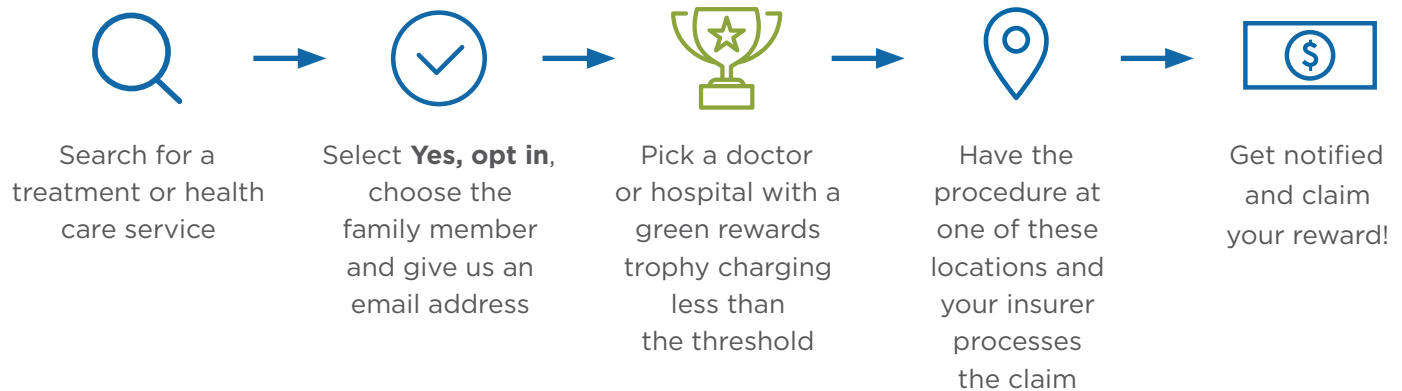 $
Search for a
treatment or health
care service
Select Yes, opt in,
choose the
family member
and give us an
email address
Pick a doctor
or hospital with a
green rewards
trophy charging
less than
the threshold
Have the
procedure at
one of these
locations and
your insurer
processes
the claim
Get notified
and claim
your reward!